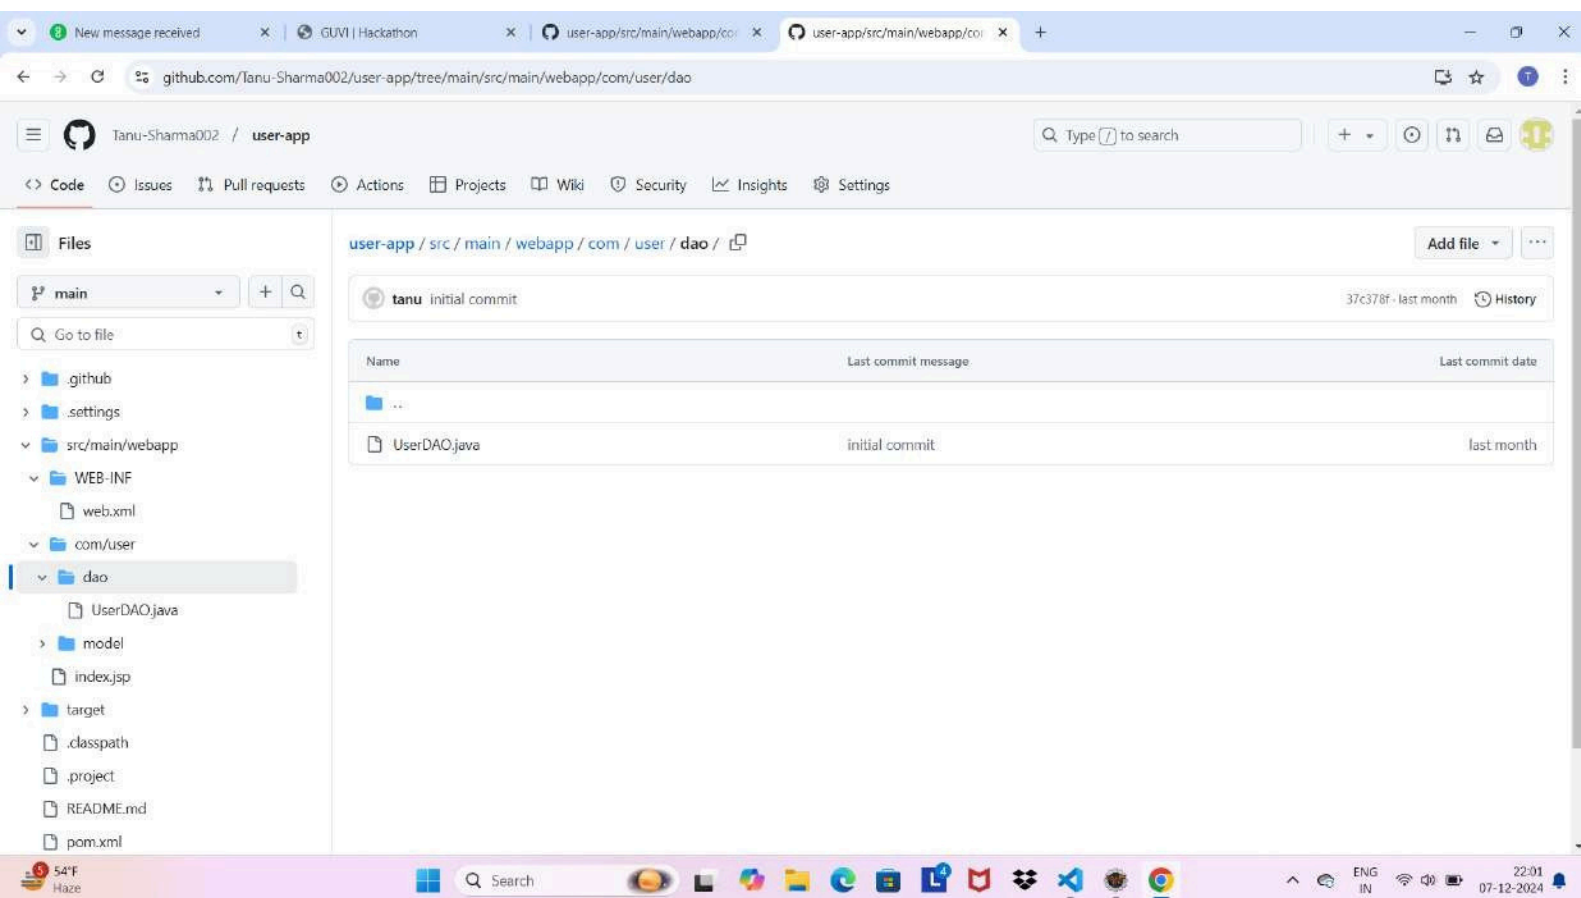 New message received
GUVI | Hackathon
user-app/src/main/webapp/co
user-app/src/main/webapp/co
github.com/Tanu-Sharma002/user-app/tree/main/src/main/webapp/com/user/dao
T
Tanu-Sharma002 / user-app
Type / to search
<> Code Issues Pull requests Actions Projects Wiki Security Insights Settings
Files
user-app / src / main / webapp / com / user / dao /
Add file
main
tanu initial commit
37c378f · last month History
Go to file t
Name Last commit message Last commit date
.github
..
.settings
src/main/webapp
UserDAO.java initial commit last month
WEB-INF
web.xml
com/user
dao
UserDAO.java
model
index.jsp
target
.classpath
.project
README.md
pom.xml
5
54°F
Haze
Search
L 4
ENG
IN
22:01
07-12-2024